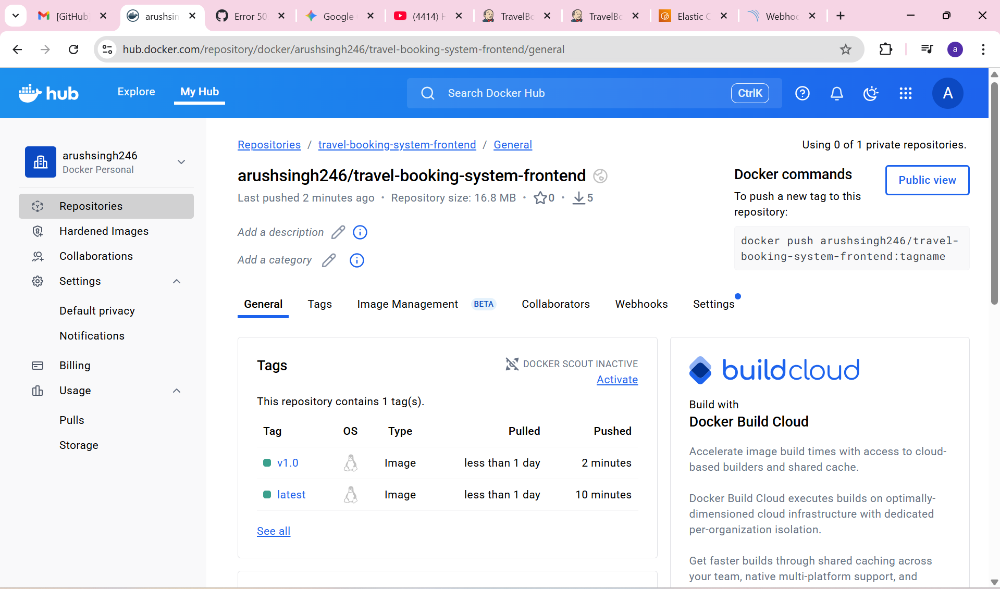 [GitHub]
arushsin
Error 50
Google
(4414) H
TravelBo
TravelBo
Elastic C
Webhoo
hub.docker.com/repository/docker/arushsingh246/travel-booking-system-frontend/general
a
hub
Explore
My Hub
Search Docker Hub
CtrlK
A
arushsingh246
Docker Personal
Repositories
Hardened Images
Collaborations
Settings
Default privacy
Notifications
Billing
Usage
Pulls
Storage
Repositories / travel-booking-system-frontend / General
Using 0 of 1 private repositories.
arushsingh246/travel-booking-system-frontend
Last pushed 2 minutes ago • Repository size: 16.8 MB • 0 • 5
Add a description
Add a category
Docker commands
Public view
To push a new tag to this
repository:
docker push arushsingh246/travel-
booking-system-frontend:tagname
General
Tags
Image Management BETA
Collaborators
Webhooks
Settings
Tags
DOCKER SCOUT INACTIVE
Activate
This repository contains 1 tag(s).
Tag OS Type Pulled Pushed
v1.0 Image less than 1 day 2 minutes
latest Image less than 1 day 10 minutes
See all
buildcloud
Build with
Docker Build Cloud
Accelerate image build times with access to cloud-
based builders and shared cache.
Docker Build Cloud executes builds on optimally-
dimensioned cloud infrastructure with dedicated
per-organization isolation.
Get faster builds through shared caching across
your team, native multi-platform support, and